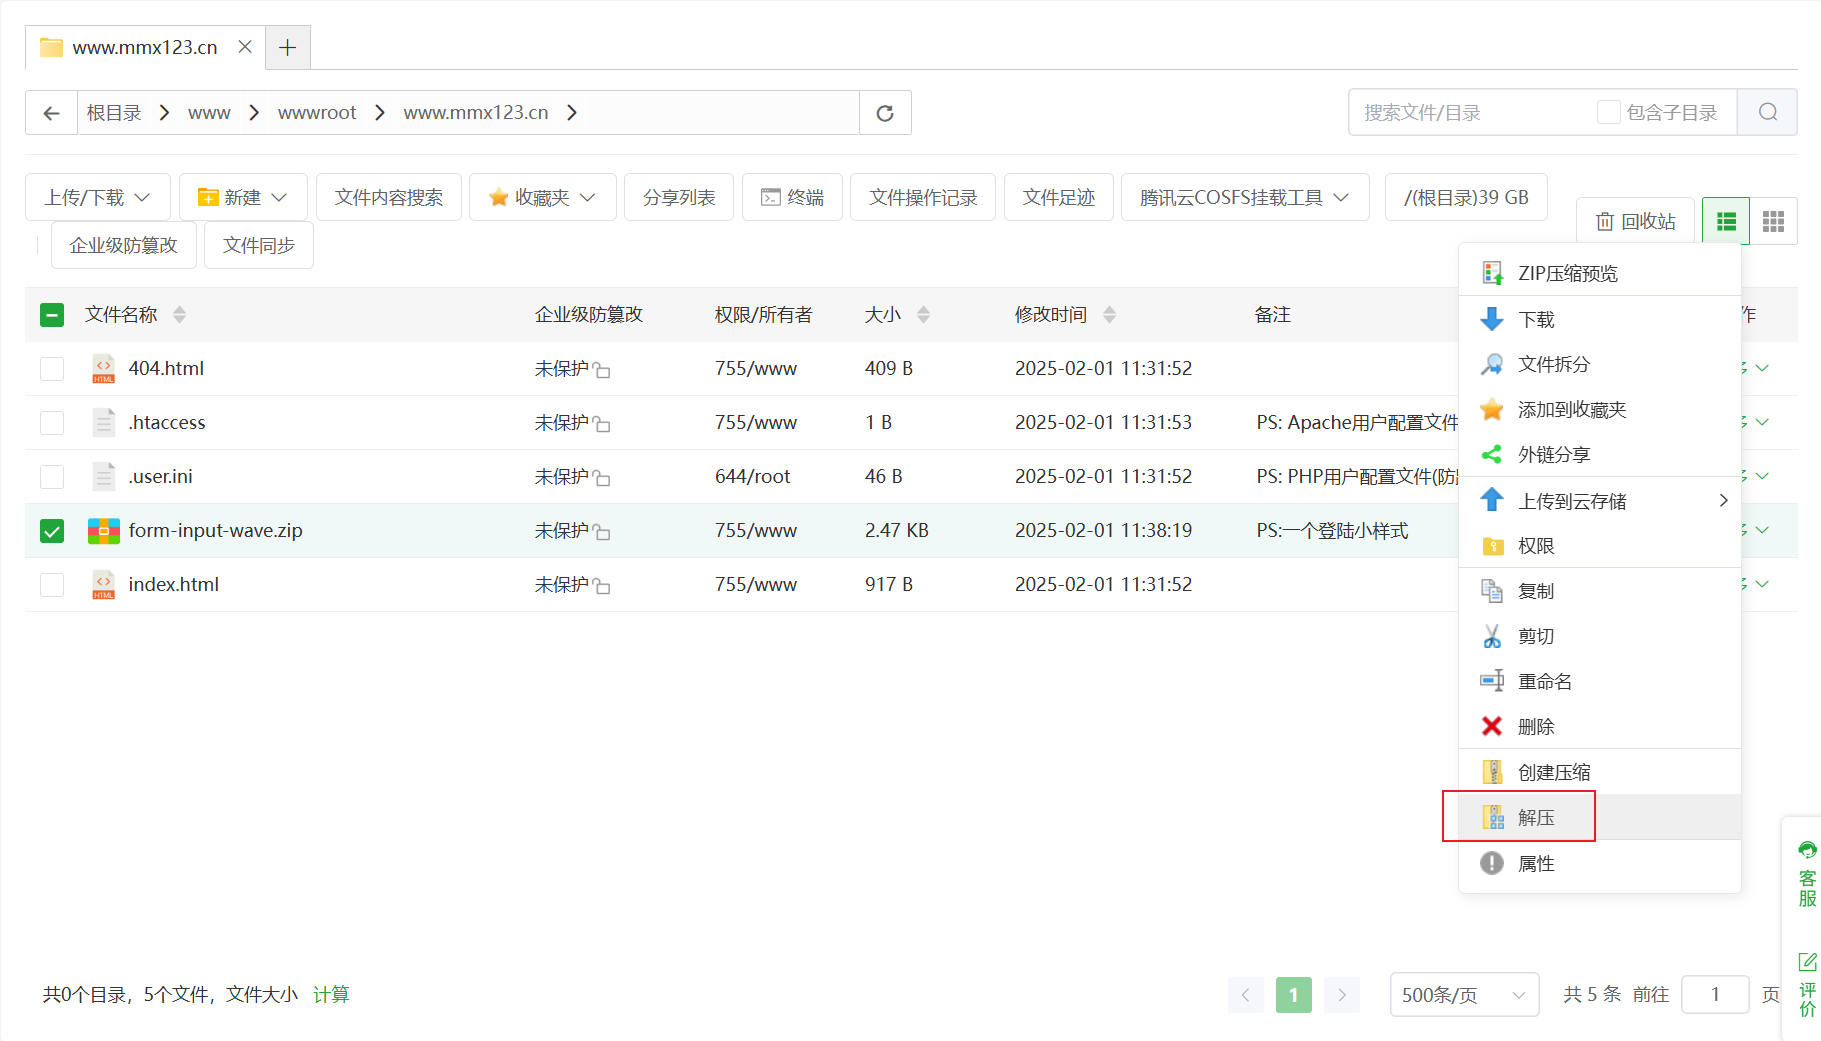 www.mmx123.cn
根目录 www wwwroot www.mmx123.cn
搜索文件/目录 包含子目录
上传/下载 新建 文件内容搜索 收藏夹 分享列表 终端 文件操作记录 文件足迹 腾讯云COSFS挂载工具 /(根目录)39 GB
企业级防篡改 文件同步
回收站
文件名称 企业级防篡改 权限/所有者 大小 修改时间 备注 作
404.html 未保护 755/www 409 B 2025-02-01 11:31:52
.htaccess 未保护 755/www 1 B 2025-02-01 11:31:53 PS: Apache用户配置文件
.user.ini 未保护 644/root 46 B 2025-02-01 11:31:52 PS: PHP用户配置文件(防
form-input-wave.zip 未保护 755/www 2.47 KB 2025-02-01 11:38:19 PS:一个登陆小样式
index.html 未保护 755/www 917 B 2025-02-01 11:31:52
ZIP压缩预览
下载
文件拆分
添加到收藏夹
外链分享
上传到云存储
权限
复制
剪切
重命名
删除
创建压缩
解压
属性
客服
评价
共0个目录，5个文件，文件大小 计算
1 500条/页 共 5 条 前往 1 页